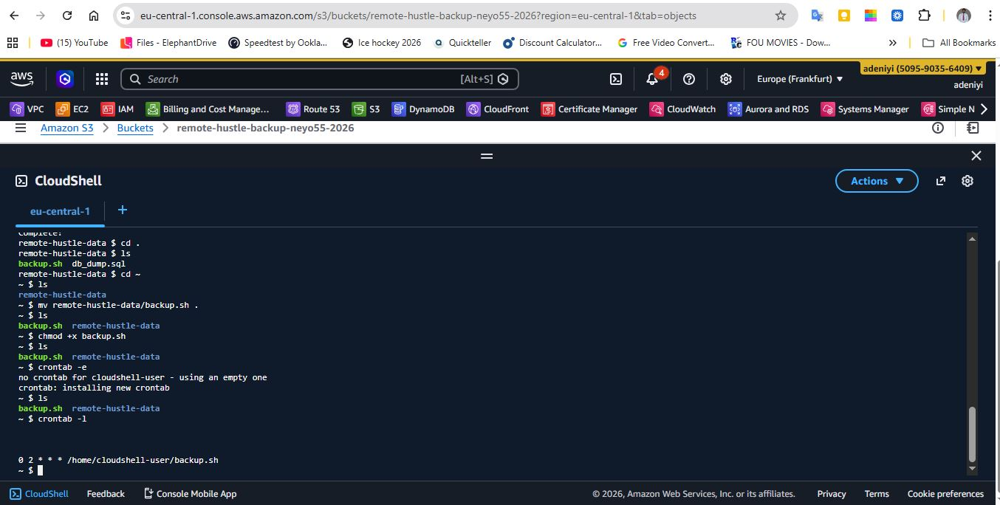 eu-central-1.console.aws.amazon.com/s3/buckets/remote-hustle-backup-neyo55-2026?region=eu-central-1&tab=objects
(15) YouTube Files - ElephantDrive Speedtest by Ookla... Ice hockey 2026 Quickteller Discount Calculator... Free Video Convert... FOU MOVIES - Dow... » All Bookmarks
aws Search [Alt+S] 4 Europe (Frankfurt) ▼ adeniyi (5095-9035-6409) ▼
adeniyi
VPC EC2 IAM Billing and Cost Manage... Route 53 S3 DynamoDB CloudFront Certificate Manager CloudWatch Aurora and RDS Systems Manager Simple N
Amazon S3 > Buckets > remote-hustle-backup-neyo55-2026
CloudShell Actions ▼
eu-central-1 +
Complete!
remote-hustle-data $ cd .
remote-hustle-data $ ls
backup.sh db_dump.sql
remote-hustle-data $ cd ~
~ $ ls
remote-hustle-data
~ $ mv remote-hustle-data/backup.sh .
~ $ ls
backup.sh remote-hustle-data
~ $ chmod +x backup.sh
~ $ ls
backup.sh remote-hustle-data
~ $ crontab -e
no crontab for cloudshell-user - using an empty one
crontab: installing new crontab
~ $ ls
backup.sh remote-hustle-data
~ $ crontab -l
0 2 * * * /home/cloudshell-user/backup.sh
~ $
CloudShell Feedback Console Mobile App © 2026, Amazon Web Services, Inc. or its affiliates. Privacy Terms Cookie preferences